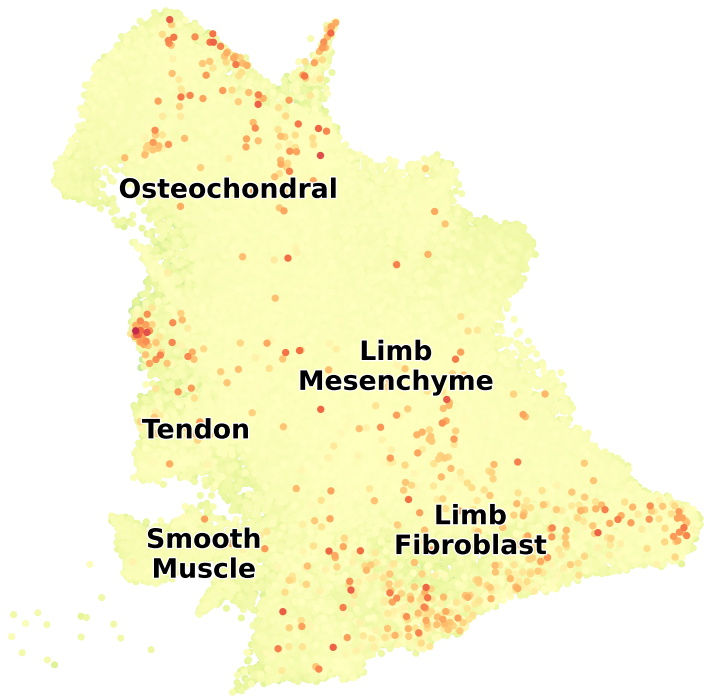 Osteochondral
Limb
Mesenchyme
Tendon
Limb
Fibroblast
Smooth
Muscle